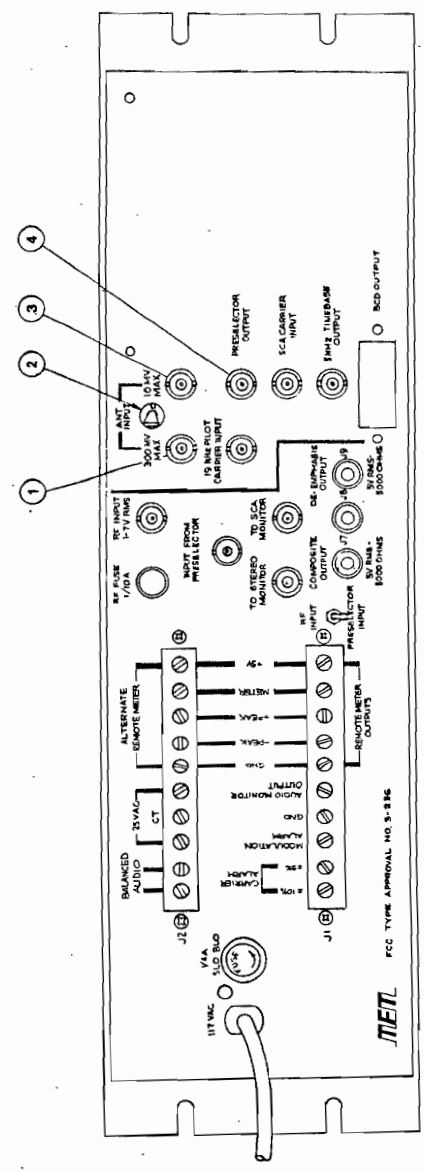 1
2
3
4
117 VAC
SLO BLO
FUSE
J2
BALANCED
AUDIO
25VAC
CT
ALTERNATE
REMOTE METER
GND
-PEAK
+PEAK
METER
+5V
J1
±10%
±5%
CARRIER
ALARM
MODULATION
ALARM
GND
AUDIO MONITOR
OUTPUT
REMOTE METER
OUTPUTS
FCC TYPE APPROVAL NO. 3-236
RF FUSE
1/10A
RF INPUT
1-7V RMS
INPUT FROM
PRESELECTOR
TO STEREO
MONITOR
TO SCA
MONITOR
RF
INPUT
PRESELECTOR
INPUT
COMPOSITE
OUTPUT
DE-EMPHASIS
OUTPUT
J7
J8
J9
5V RMS-
5000 OHMS
5V RMS-
5000 OHMS
ANT
INPUT
300 MV
MAX
10 MV
MAX
19 KHz PILOT
CARRIER INPUT
PRESELECTOR
OUTPUT
SCA CARRIER
INPUT
5MHZ TIMEBASE
OUTPUT
BCD OUTPUT